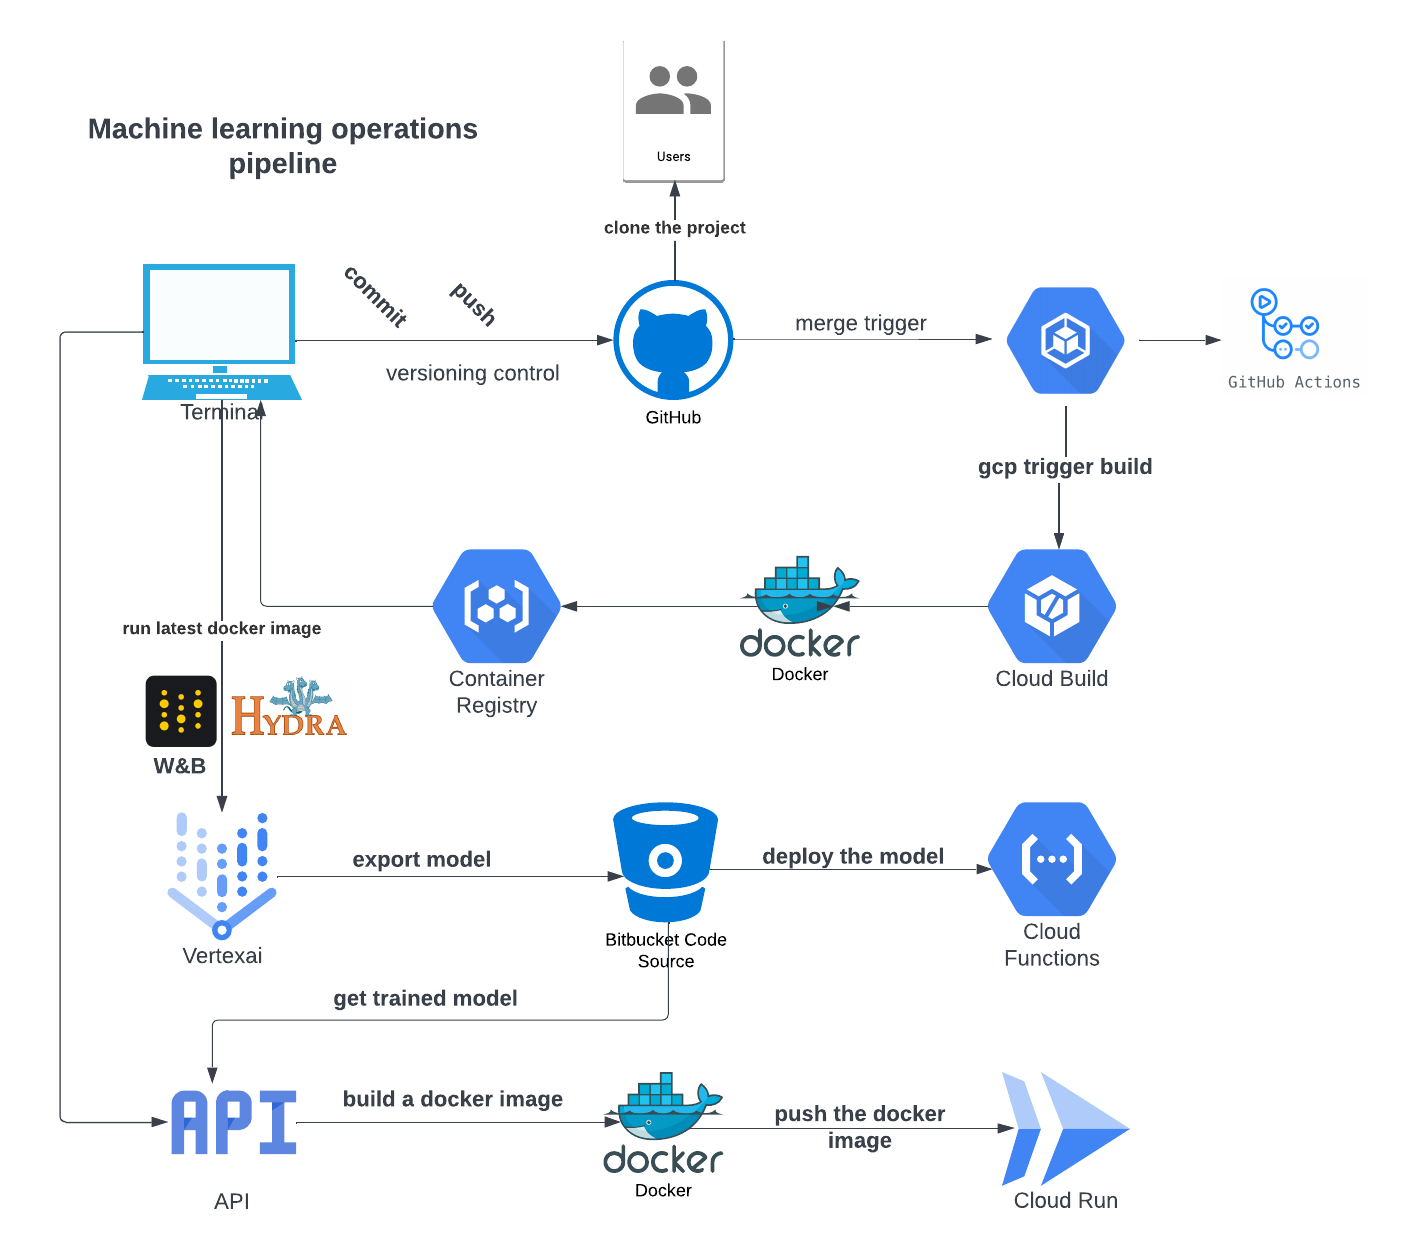 Machine learning operations
pipeline
Users
clone the project
commit
push
versioning control
merge trigger
GitHub Actions
Terminal
GitHub
gcp trigger build
docker
Docker
Container
Registry
Cloud Build
run latest docker image
HYDRA
W&B
export model
deploy the model
Vertexai
Bitbucket Code
Source
Cloud
Functions
get trained model
build a docker image
push the docker
image
API
docker
Docker
API
Cloud Run